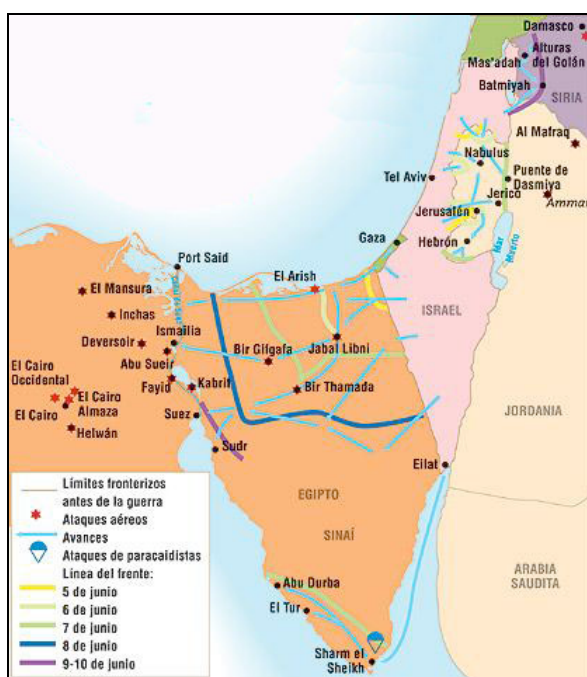 Damasco
Alturas
del Golán
Mas'adah
Batmiyah
SIRIA
Al Mafraq
Nabulus
Puente de
Dasmiya
Tel Aviv
Jericó
Amman
Jerusalén
Gaza
Hebrón
Mar
Muerto
Port Said
El Arish
El Mansura
Inchas
ISRAEL
Ismailia
Deversoir
Bir Gilgafa
Jabal Libni
Abu Sueir
El Cairo
Occidental
Fayid
Kabrit
Bir Thamada
El Cairo
Almaza
El Cairo
JORDANIA
Suez
Helwán
Sudr
Eilat
Límites fronterizos
antes de la guerra
Ataques aéreos
Avances
Ataques de paracaidistas
Línea del frente:
5 de junio
6 de junio
7 de junio
8 de junio
9-10 de junio
EGIPTO
SINAÍ
ARABIA
SAUDITA
Abu Durba
El Tur
Sharm el
Sheikh